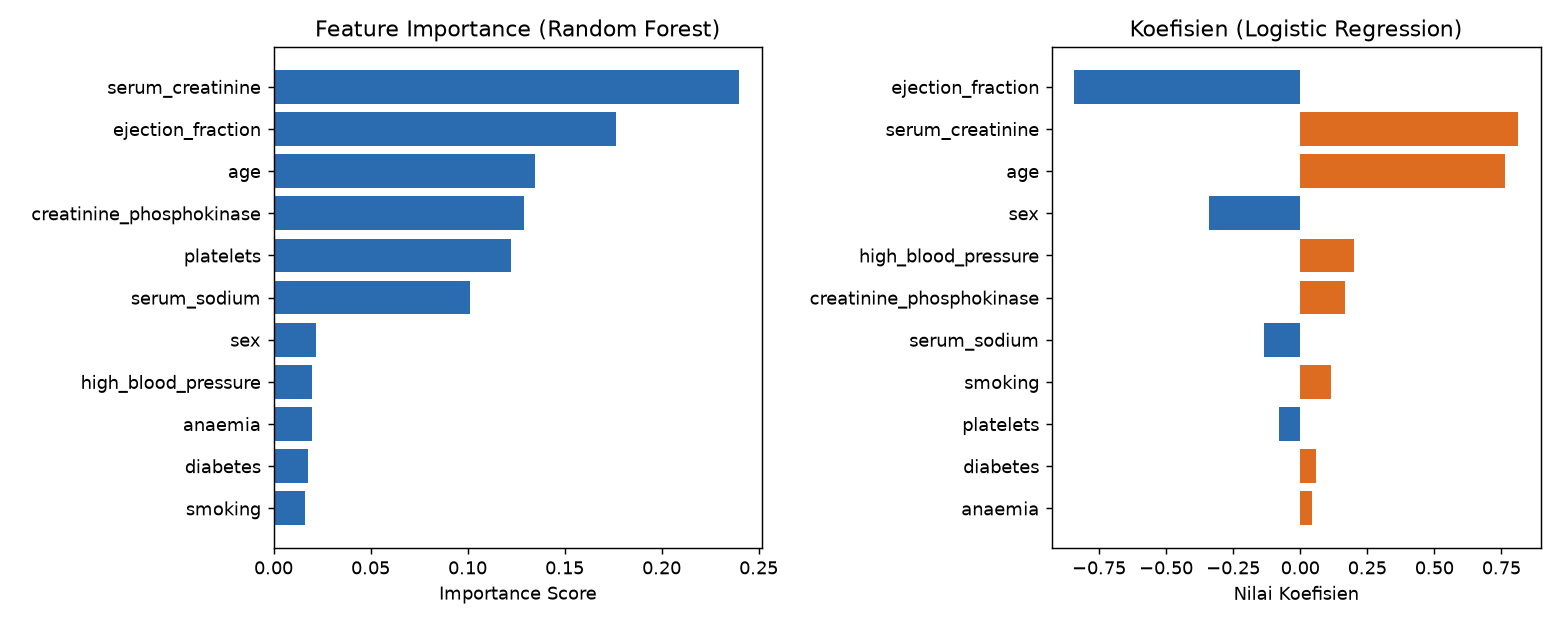 Feature Importance (Random Forest)
serum_creatinine
ejection_fraction
age
creatinine_phosphokinase
platelets
serum_sodium
sex
high_blood_pressure
anaemia
diabetes
smoking
0.00 0.05 0.10 0.15 0.20 0.25
Importance Score
Koefisien (Logistic Regression)
ejection_fraction
serum_creatinine
age
sex
high_blood_pressure
creatinine_phosphokinase
serum_sodium
smoking
platelets
diabetes
anaemia
−0.75 −0.50 −0.25 0.00 0.25 0.50 0.75
Nilai Koefisien